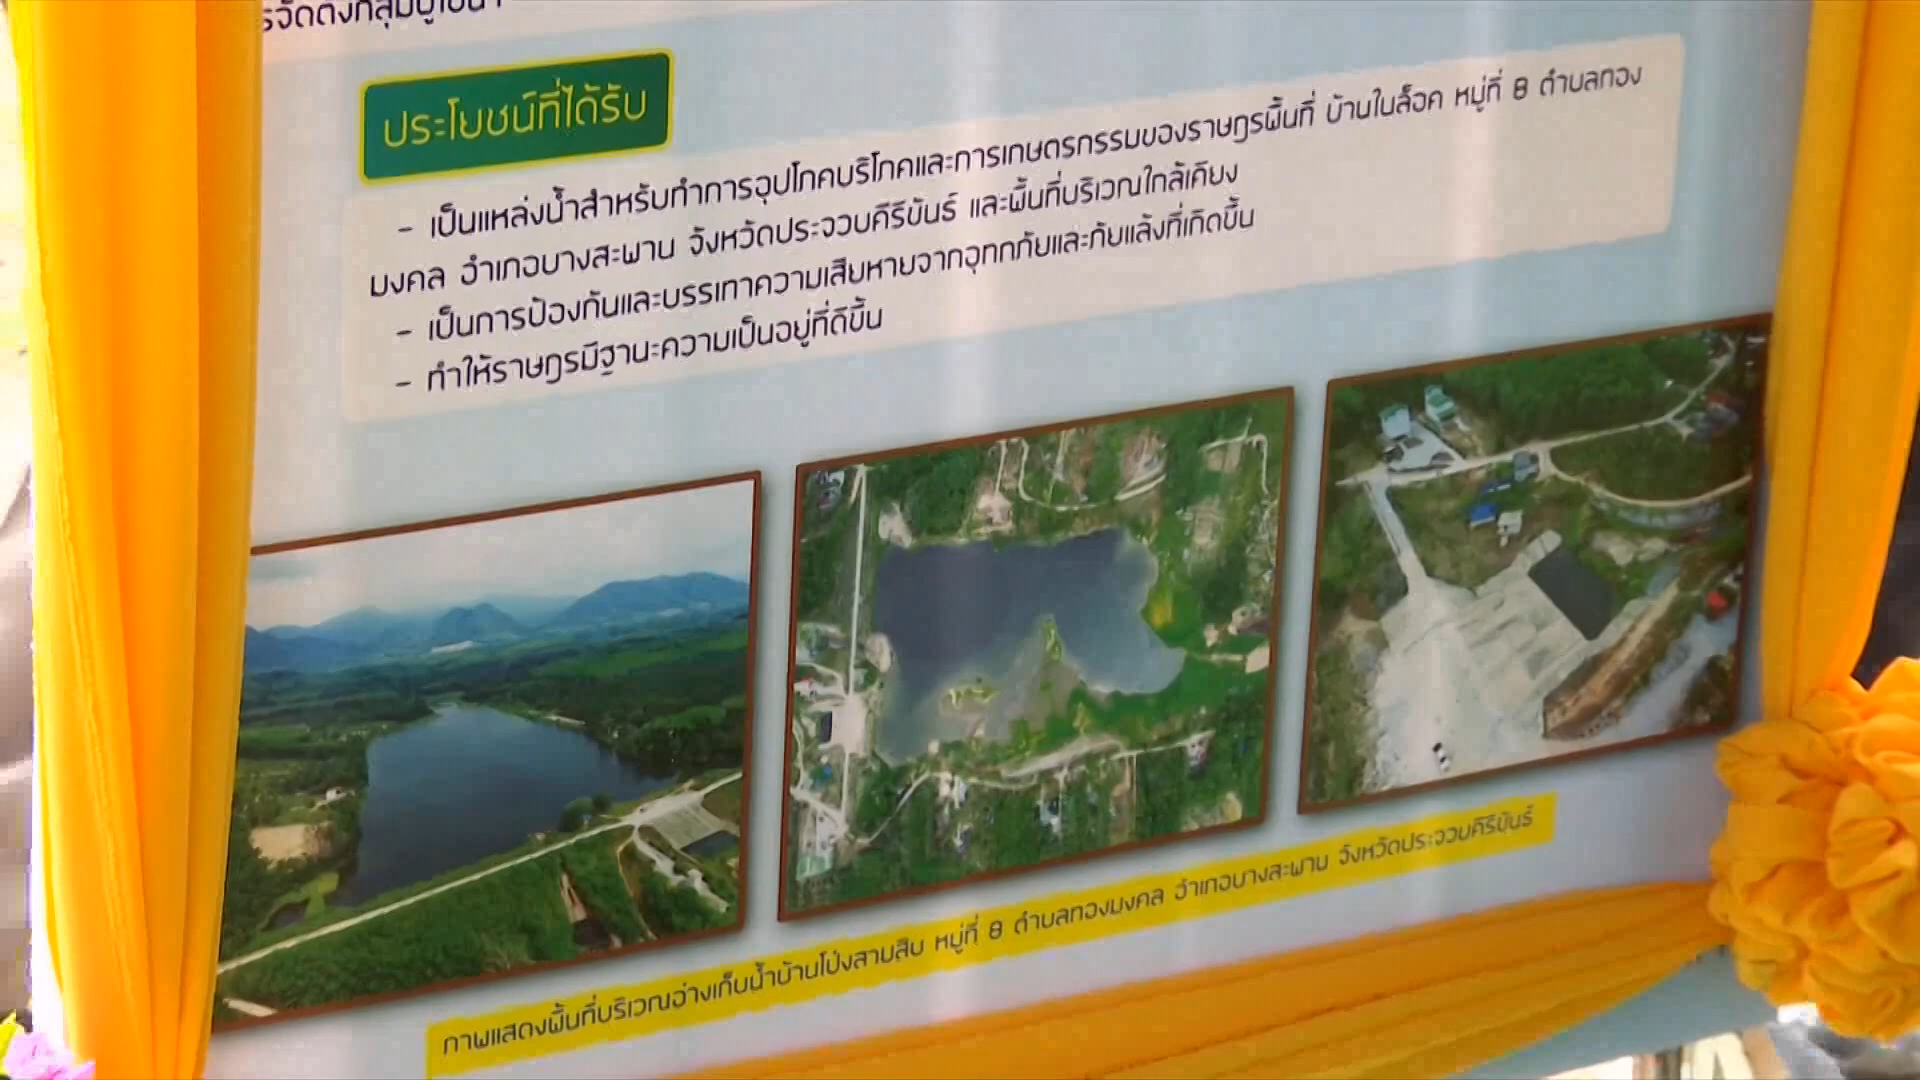 ประโยชน์ที่ได้รับ
- เป็นแหล่งน้ำสำหรับทำการอุปโภคบริโภคและการเกษตรกรรมของราษฎรพื้นที่ บ้านในล็อค หมู่ที่ 8 ตำบลทอง
มงคล อำเภอบางสะพาน จังหวัดประจวบคีรีขันธ์ และพื้นที่บริเวณใกล้เคียง
- เป็นการป้องกันและบรรเทาความเสียหายจากอุทกภัยและภัยแล้งที่เกิดขึ้น
- ทำให้ราษฎรมีฐานะความเป็นอยู่ที่ดีขึ้น
ภาพแสดงพื้นที่บริเวณอ่างเก็บน้ำบ้านโป่งสามสิบ หมู่ที่ 8 ตำบลทองมงคล อำเภอบางสะพาน จังหวัดประจวบคีรีขันธ์